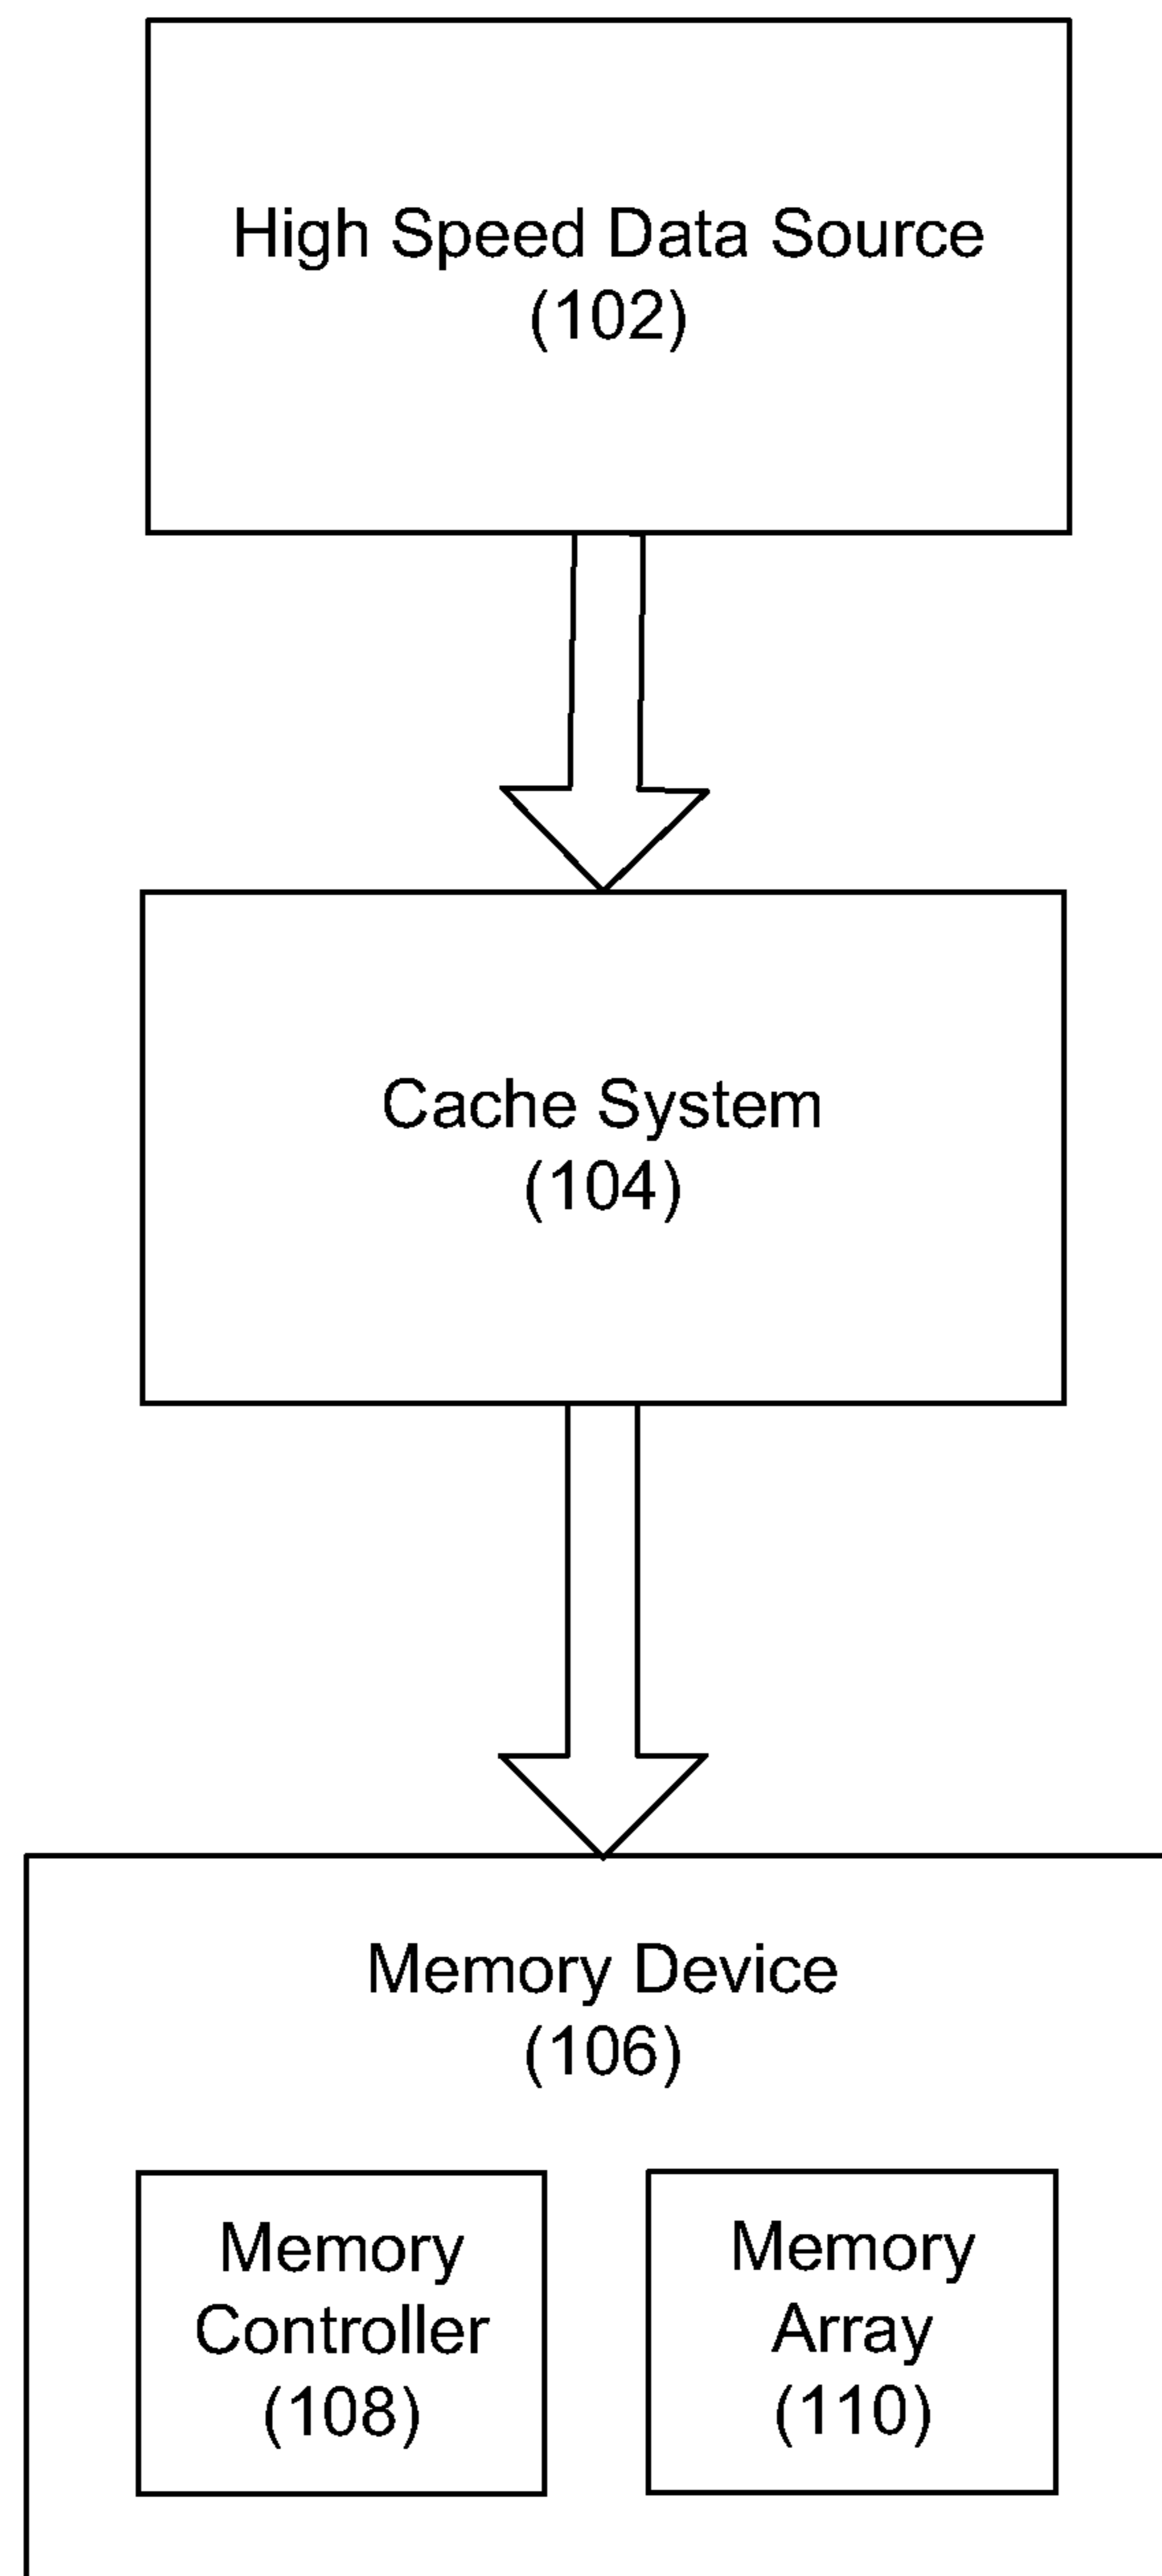 High Speed Data Source
(102)
Cache System
(104)
Memory Device
(106)
Memory
Controller
(108)
Memory
Array
(110)